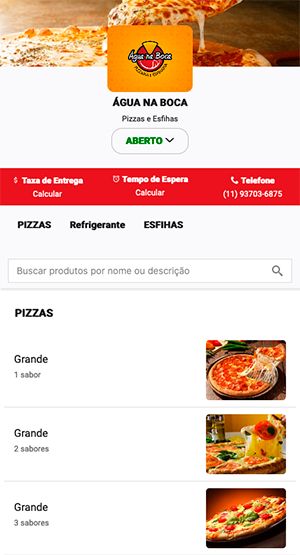 Água na Boca
ÁGUA NA BOCA
Pizzas e Esfihas
ABERTO
$ Taxa de Entrega
Calcular
Tempo de Espera
Calcular
Telefone
(11) 93703-6875
PIZZAS Refrigerante ESFIHAS
Buscar produtos por nome ou descrição
PIZZAS
Grande
1 sabor
Grande
2 sabores
Grande
3 sabores